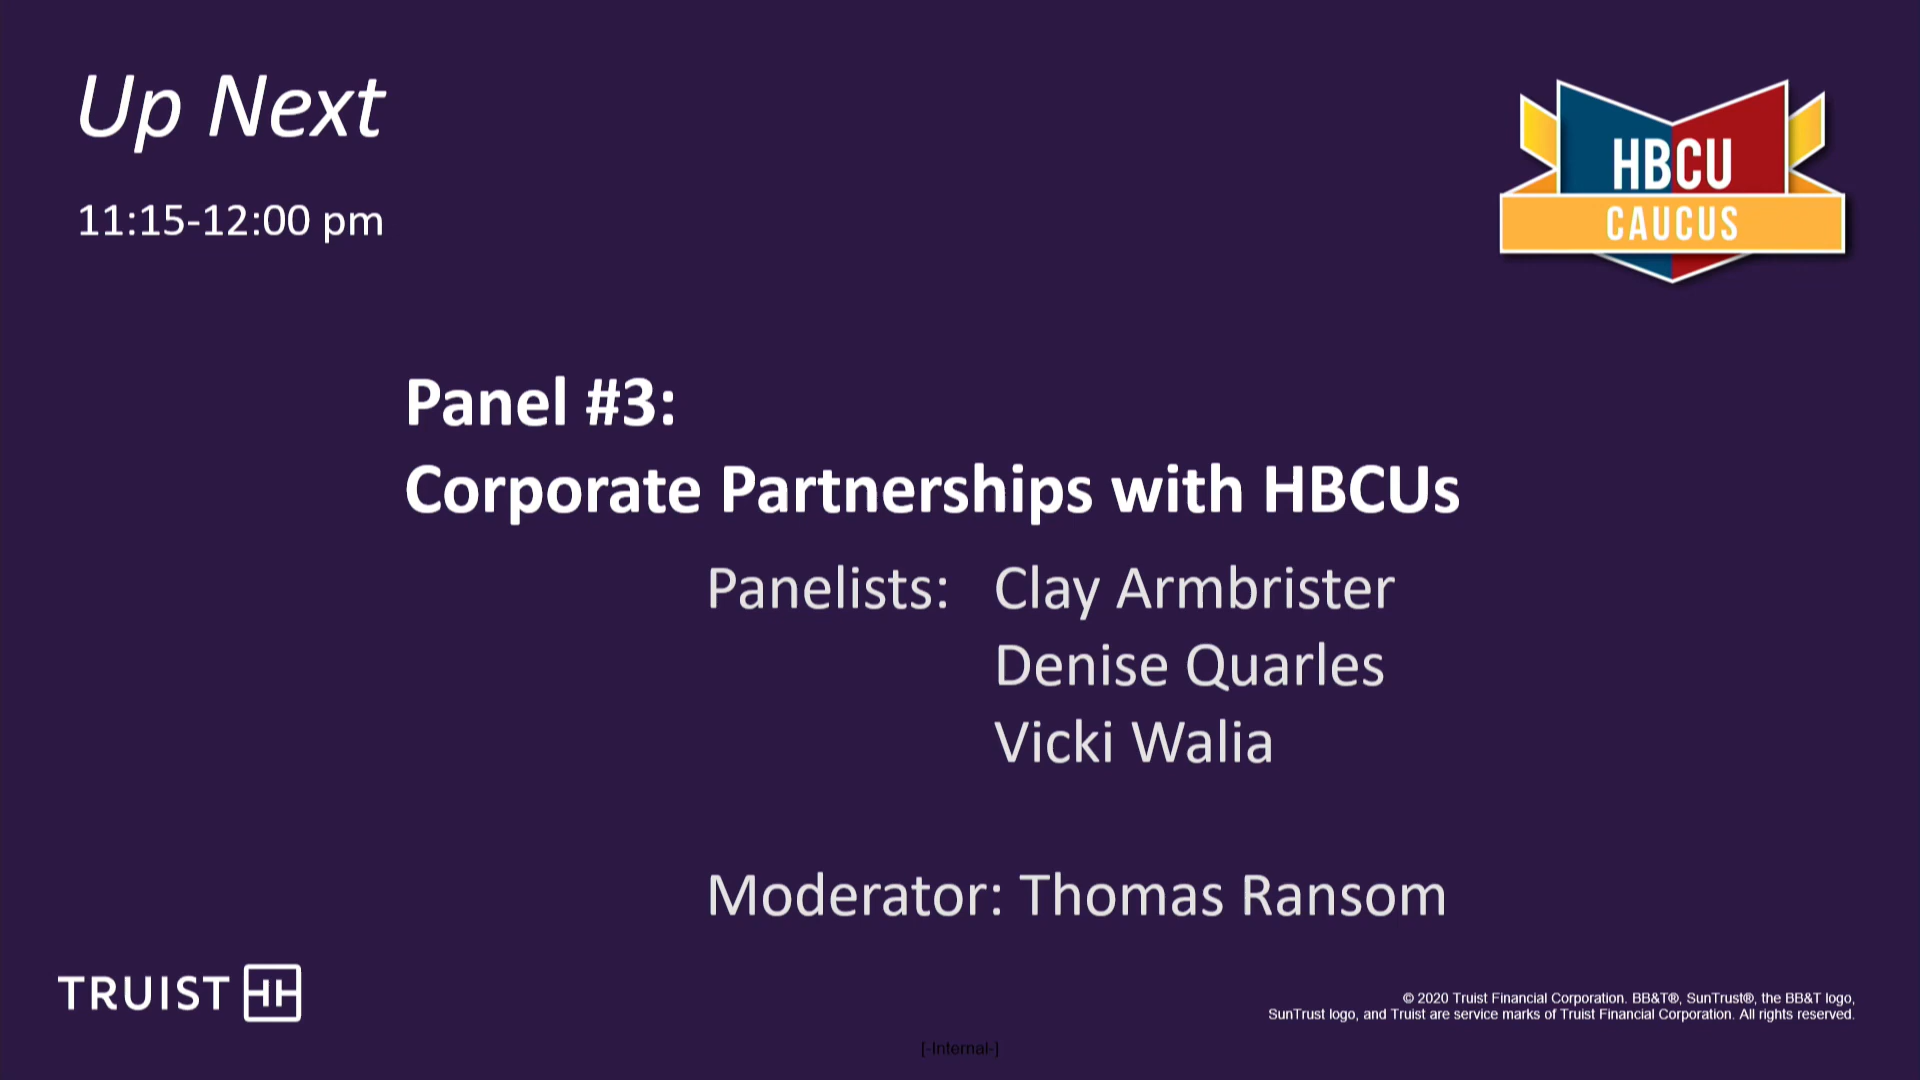 Up Next
11:15-12:00 pm
HBCU
CAUCUS
Panel #3:
Corporate Partnerships with HBCUs
Panelists: Clay Armbrister
Denise Quarles
Vicki Walia
Moderator: Thomas Ransom
TRUIST
© 2020 Truist Financial Corporation. BB&T®, SunTrust®, the BB&T logo,
SunTrust logo, and Truist are service marks of Truist Financial Corporation. All rights reserved.
[-Internal-]